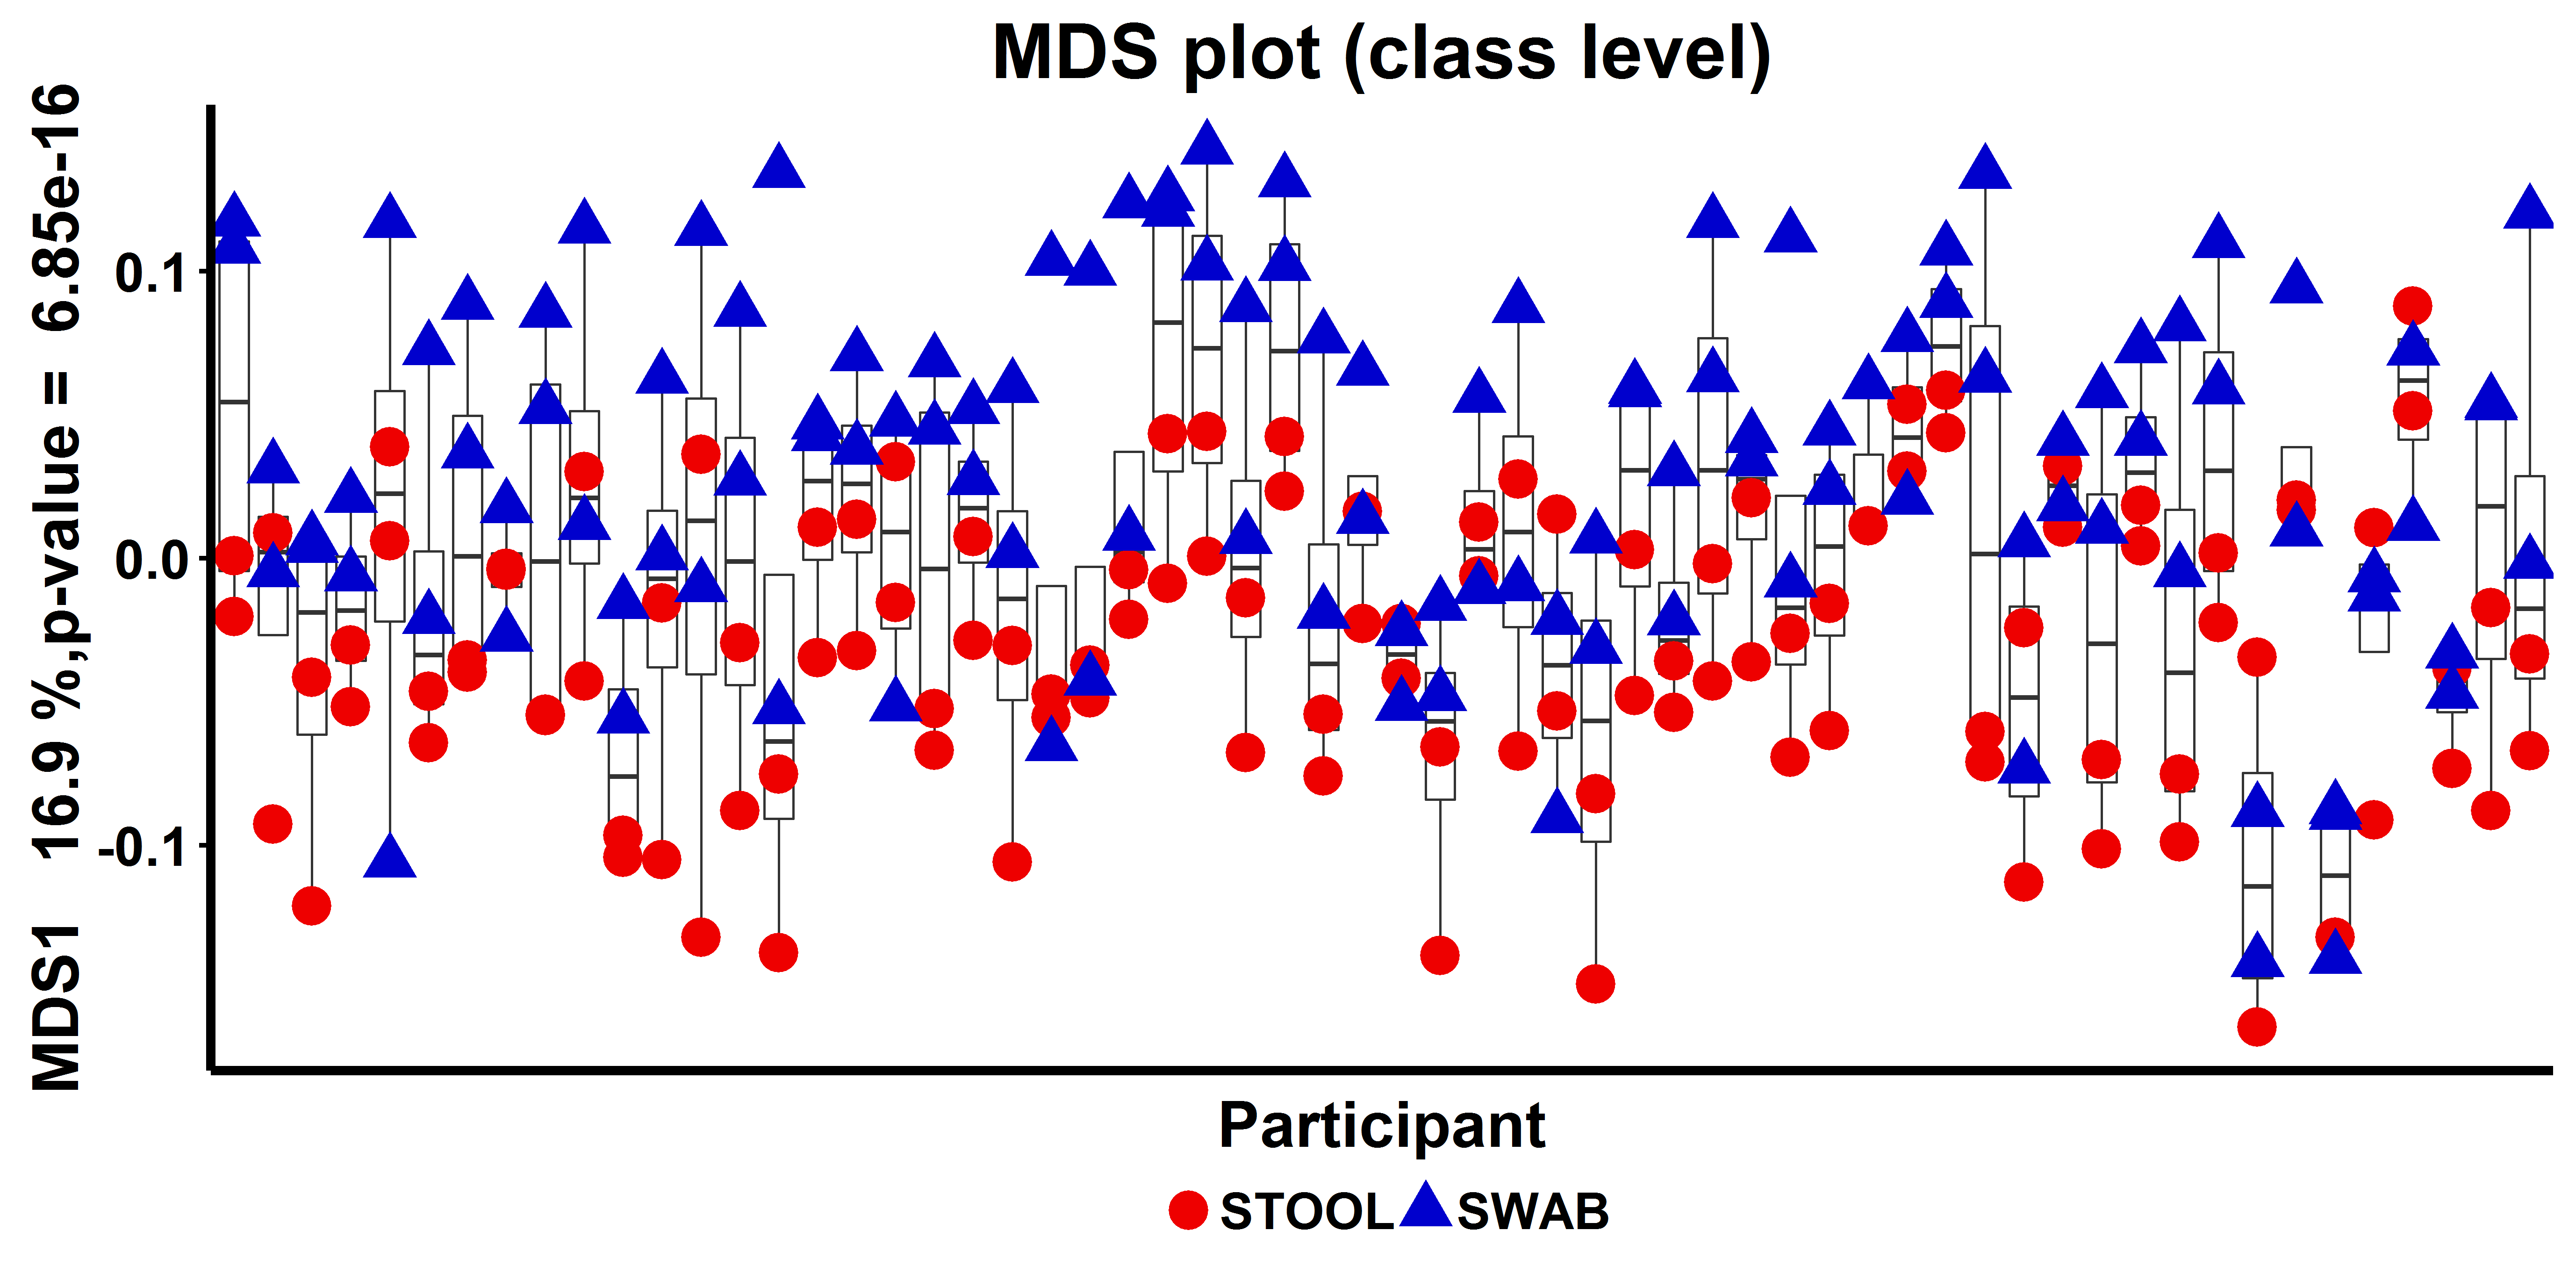 MDS plot (class level)
MDS1 16.9 %,p-value = 6.85e-16
0.1
0.0
-0.1
Participant
STOOL SWAB